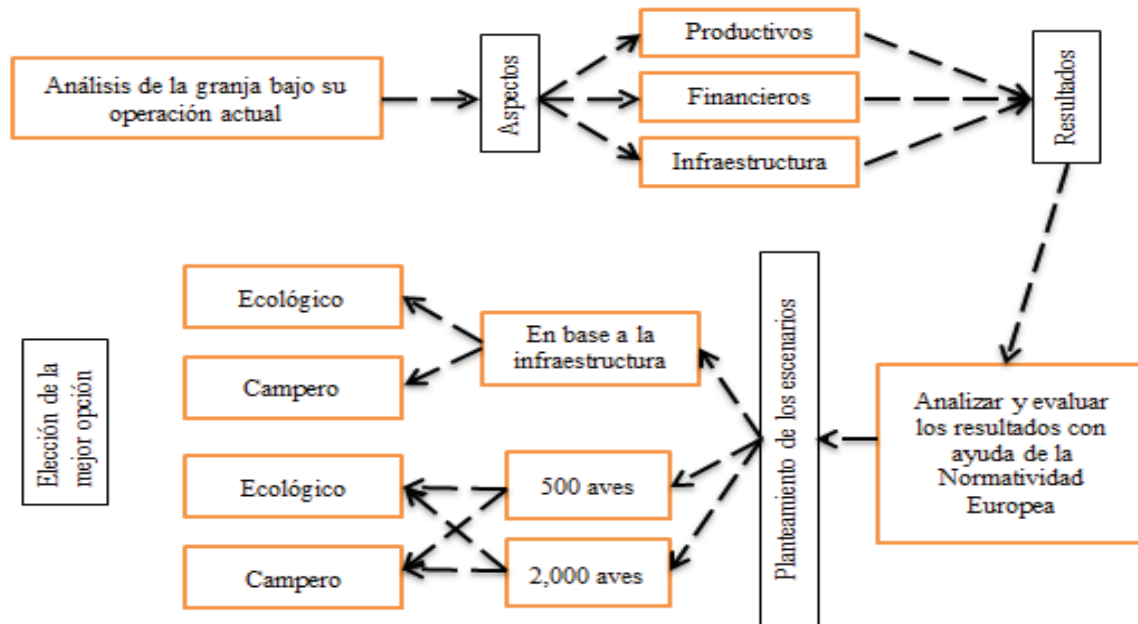 Análisis de la granja bajo su
operación actual
Aspectos
Productivos
Financieros
Infraestructura
Resultados
Analizar y evaluar
los resultados con
ayuda de la
Normatividad
Europea
Planteamiento de los escenarios
En base a la
infraestructura
500 aves
2,000 aves
Ecológico
Campero
Ecológico
Campero
Elección de la
mejor opción